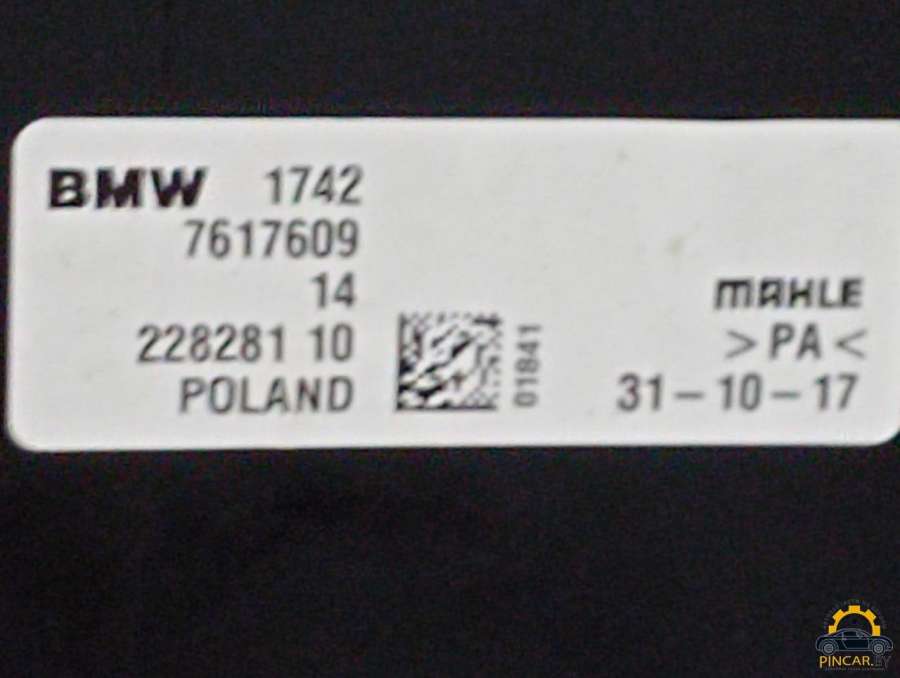 BMW 1742
7617609
14
228281 10
POLAND
01841
MAHLE
>PA<
31-10-17
PINCAR.BY